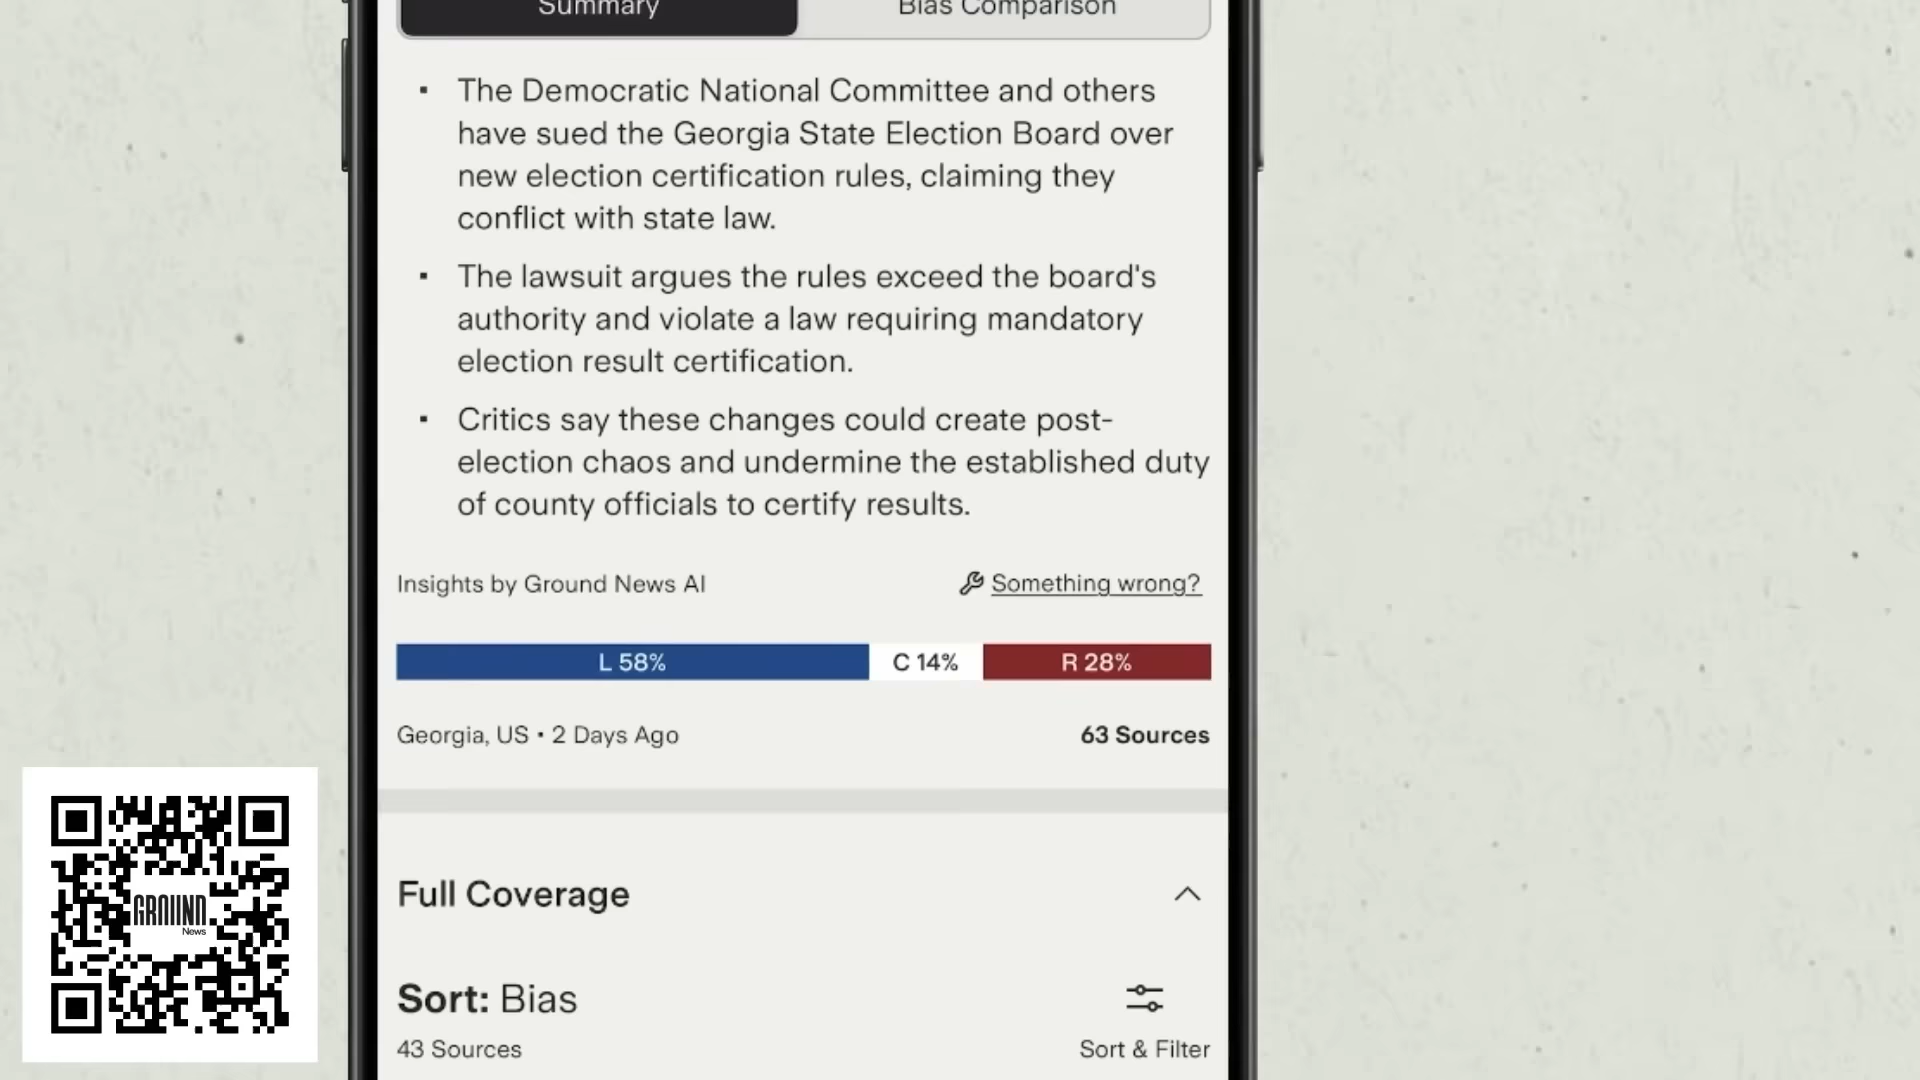 Summary
Bias Comparison
▪ The Democratic National Committee and others
have sued the Georgia State Election Board over
new election certification rules, claiming they
conflict with state law.
▪ The lawsuit argues the rules exceed the board's
authority and violate a law requiring mandatory
election result certification.
▪ Critics say these changes could create post-
election chaos and undermine the established duty
of county officials to certify results.
Insights by Ground News AI
Something wrong?
L 58%
C 14%
R 28%
Georgia, US • 2 Days Ago
63 Sources
GROUND
News
Full Coverage
Sort: Bias
43 Sources
Sort & Filter